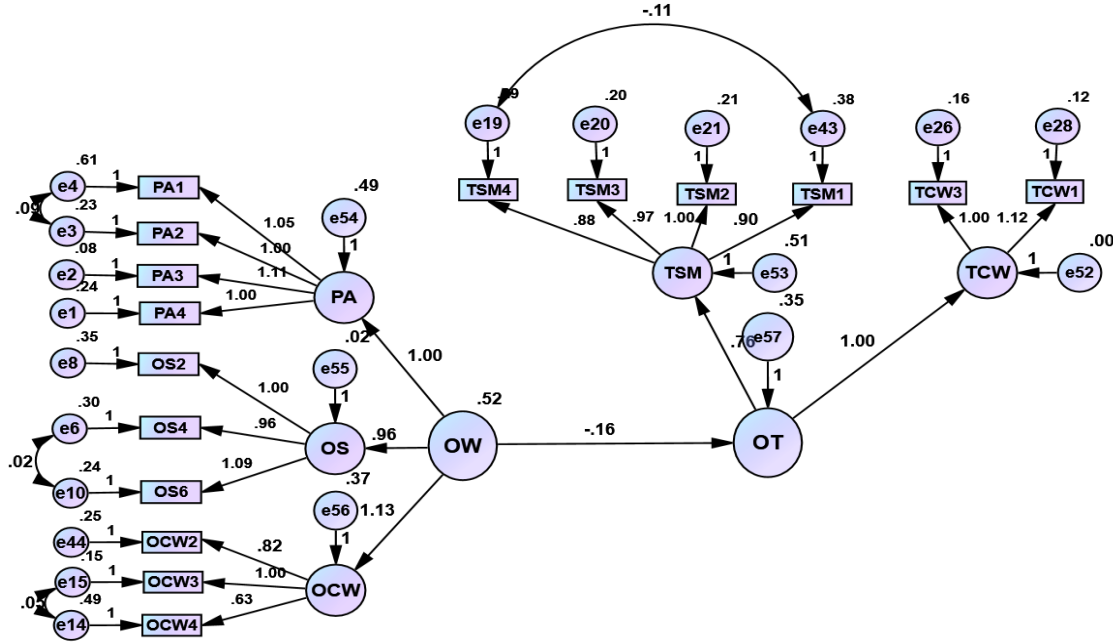 -.11
.20 .21 .38 .16 .12
e19 e20 e21 e43 e26 e28
1 1 1 1 1 1
TSM4 TSM3 TSM2 TSM1 TCW3 TCW1
.88 .97 1.00 .90 1.00 1.12
.51 .00
TSM 1 e53 TCW 1 e52
.35
.76 e57 1.00
1
.61
e4 1 PA1
.09 .23
e3 1 PA2
.08
e2 1 PA3
.24
e1 1 PA4
1.05
1.00
1.11
1.00
.49
e54
1
PA
.35
e8 1 OS2
.30
e6 1 OS4
.02
.24
e10 1 OS6
1.00
.96
1.09
.02
e55
1
OS
1.00
.96
.52
OW
-.16
OT
1.13
.25
e44 1 OCW2
.15
e15 1 OCW3
.49
e14 1 OCW4
.82
1.00
.63
.37
e56
1
OCW